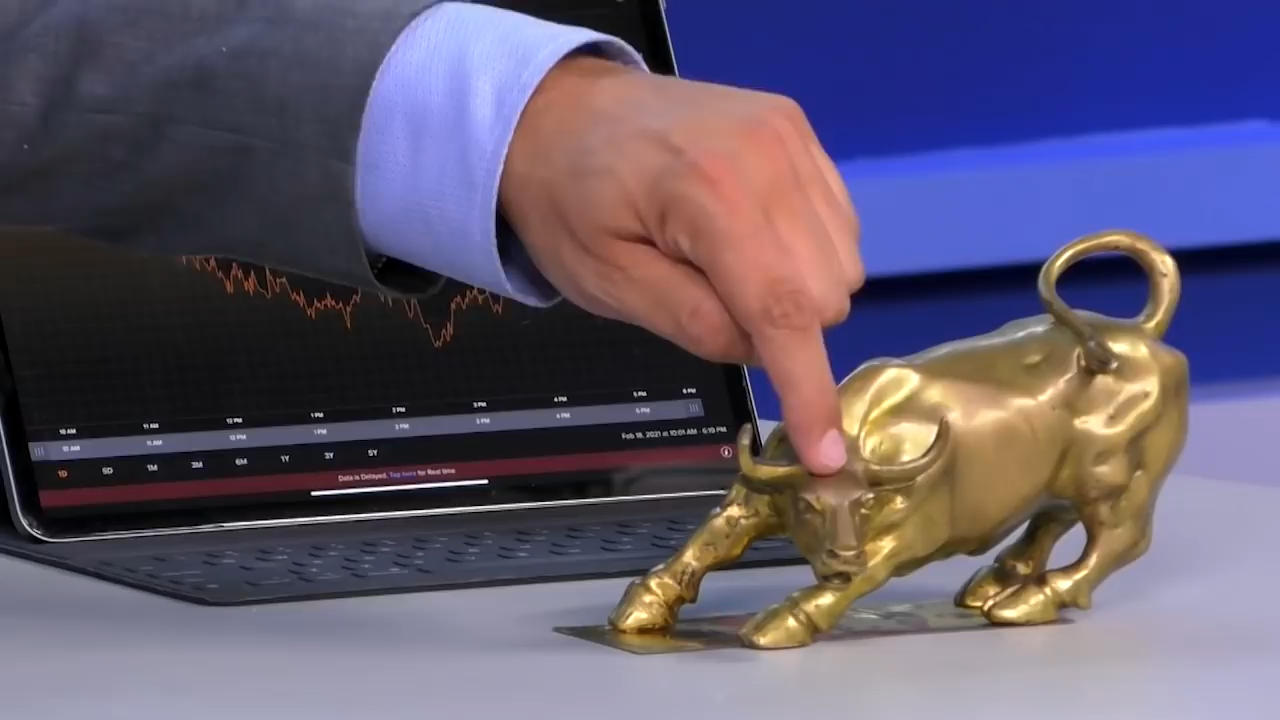 10 AM 11 AM 12 PM 1 PM 2 PM 3 PM 4 PM 5 PM 6 PM
10 AM 11 AM 12 PM 1 PM 2 PM 3 PM 4 PM 5 PM
Feb 18, 2021 at 10:01 AM - 6:19 PM
1D 5D 1M 3M 6M 1Y 3Y 5Y
Data is Delayed. Tap here for Real time